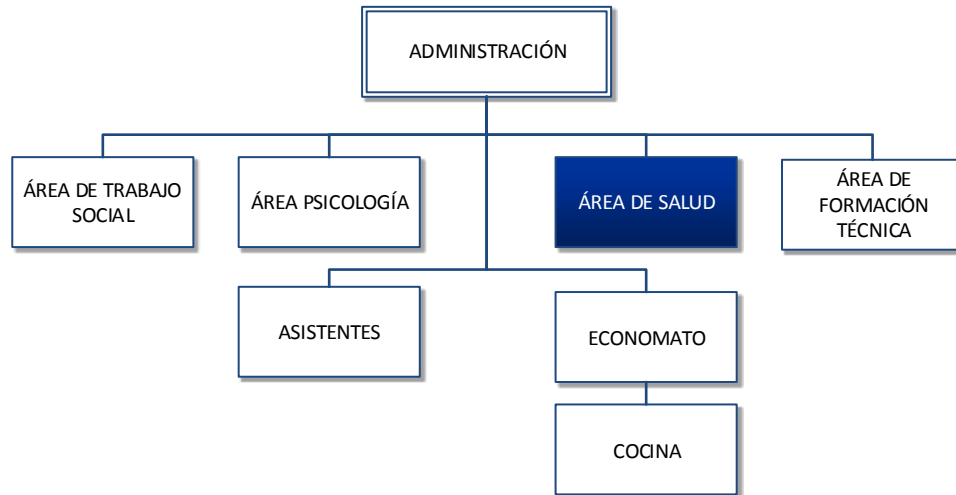 ADMINISTRACIÓN
ÁREA DE TRABAJO
SOCIAL
ÁREA PSICOLOGÍA
ÁREA DE SALUD
ÁREA DE
FORMACIÓN
TÉCNICA
ASISTENTES
ECONOMATO
COCINA